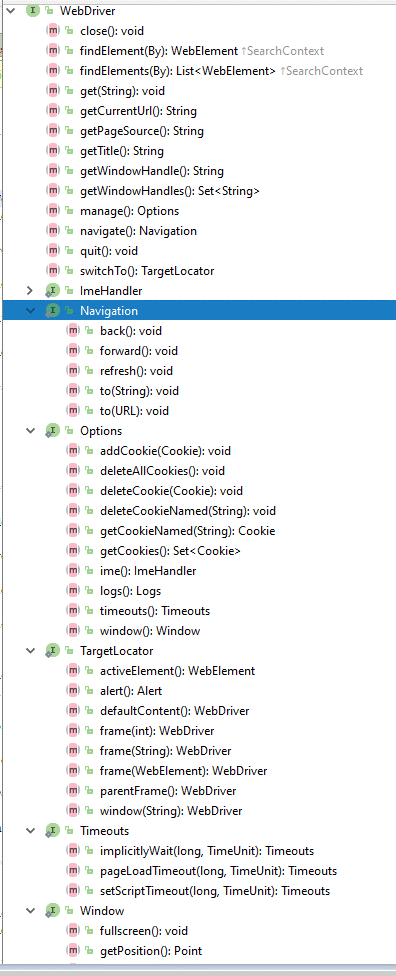 WebDriver
close(): void
findElement(By): WebElement ↑SearchContext
findElements(By): List<WebElement> ↑SearchContext
get(String): void
getCurrentUrl(): String
getPageSource(): String
getTitle(): String
getWindowHandle(): String
getWindowHandles(): Set<String>
manage(): Options
navigate(): Navigation
quit(): void
switchTo(): TargetLocator
ImeHandler
Navigation
back(): void
forward(): void
refresh(): void
to(String): void
to(URL): void
Options
addCookie(Cookie): void
deleteAllCookies(): void
deleteCookie(Cookie): void
deleteCookieNamed(String): void
getCookieNamed(String): Cookie
getCookies(): Set<Cookie>
ime(): ImeHandler
logs(): Logs
timeouts(): Timeouts
window(): Window
TargetLocator
activeElement(): WebElement
alert(): Alert
defaultContent(): WebDriver
frame(int): WebDriver
frame(String): WebDriver
frame(WebElement): WebDriver
parentFrame(): WebDriver
window(String): WebDriver
Timeouts
implicitlyWait(long, TimeUnit): Timeouts
pageLoadTimeout(long, TimeUnit): Timeouts
setScriptTimeout(long, TimeUnit): Timeouts
Window
fullscreen(): void
getPosition(): Point